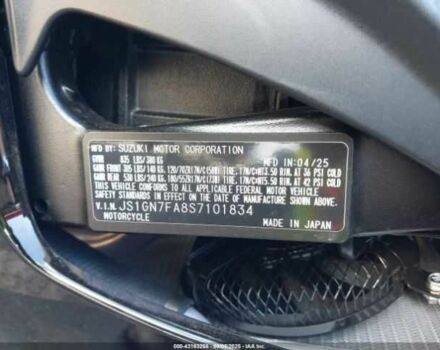 MFD.BY: SUZUKI MOTOR CORPORATION
GVWR 835 LBS/380 KG MFD IN:04/25
GAWR FRONT 305 LBS/140 KG,120/70ZR17M/C(58W) TIRE, 17M/C×MT3.50 RIM, AT 36 PSI COLD
GAWR REAR 530 LBS/240 KG,180/55ZR17M/C(73W) TIRE, 17M/C×MT5.50 RIM, AT 42 PSI COLD
THIS VEHICLE CONFORMS TO ALL APPLICABLE FEDERAL MOTOR VEHICLE
SAFETY STANDARDS IN EFFECT ON THE DATE OF MANUFACTURE SHOWN ABOVE.
V.I.N. JS1GN7FA8S7101834
MOTORCYCLE MADE IN JAPAN